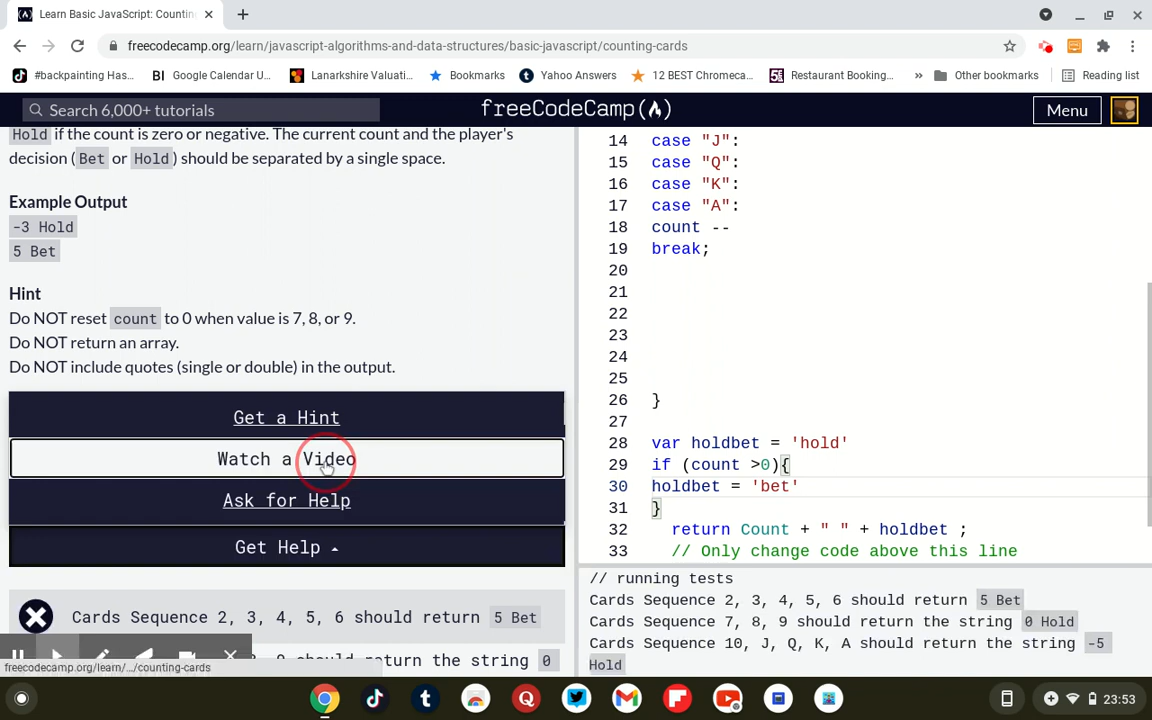 Learn Basic JavaScript: Counting
freecodecamp.org/learn/javascript-algorithms-and-data-structures/basic-javascript/counting-cards
#backpainting Has...
Google Calendar U...
Lanarkshire Valuati...
Bookmarks
Yahoo Answers
12 BEST Chromeca...
Restaurant Booking...
»
Other bookmarks
Reading list
Search 6,000+ tutorials
freeCodeCamp
Menu
Hold if the count is zero or negative. The current count and the player's
decision (Bet or Hold) should be separated by a single space.
Example Output
-3 Hold
5 Bet
Hint
Do NOT reset count to 0 when value is 7, 8, or 9.
Do NOT return an array.
Do NOT include quotes (single or double) in the output.
Get a Hint
Watch a Video
Ask for Help
Get Help
Cards Sequence 2, 3, 4, 5, 6 should return 5 Bet
should return the string 0
freecodecamp.org/learn/.../counting-cards
14 case "J":
15 case "Q":
16 case "K":
17 case "A":
18 count --
19 break;
20
21
22
23
24
25
26 }
27
28 var holdbet = 'hold'
29 if (count >0){
30 holdbet = 'bet'
31 }
32 return Count + " " + holdbet ;
33 // Only change code above this line
// running tests
Cards Sequence 2, 3, 4, 5, 6 should return 5 Bet
Cards Sequence 7, 8, 9 should return the string 0 Hold
Cards Sequence 10, J, Q, K, A should return the string -5
Hold
23:53